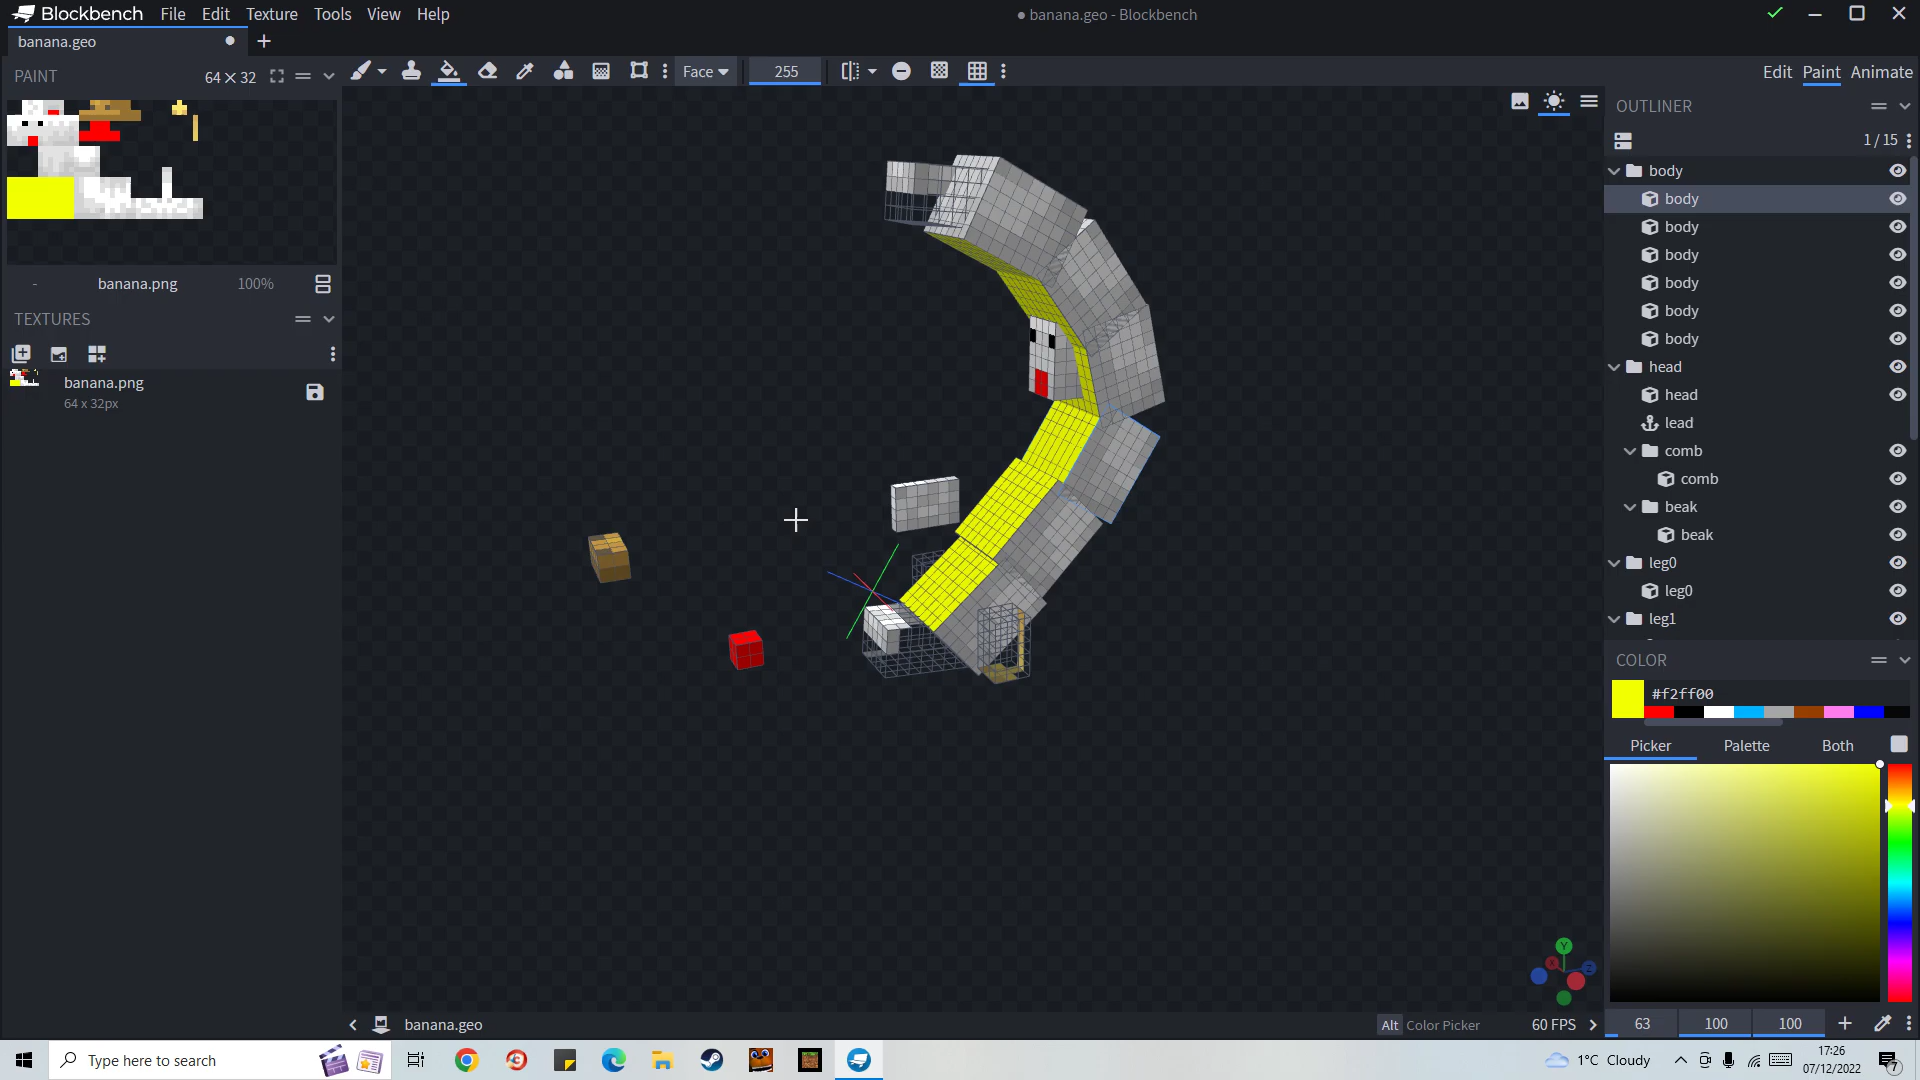 Blockbench File Edit Texture Tools View Help
● banana.geo - Blockbench
banana.geo
PAINT 64 × 32
Face 255
Edit Paint Animate
- banana.png 100%
TEXTURES
banana.png
64 x 32px
OUTLINER
1 / 15
body
body
body
body
body
body
body
head
head
lead
comb
comb
beak
beak
leg0
leg0
leg1
COLOR
#f2ff00
Picker Palette Both
Y
X Z
63 100 100
banana.geo
Alt Color Picker 60 FPS
Type here to search
1°C Cloudy
17:26
07/12/2022
7